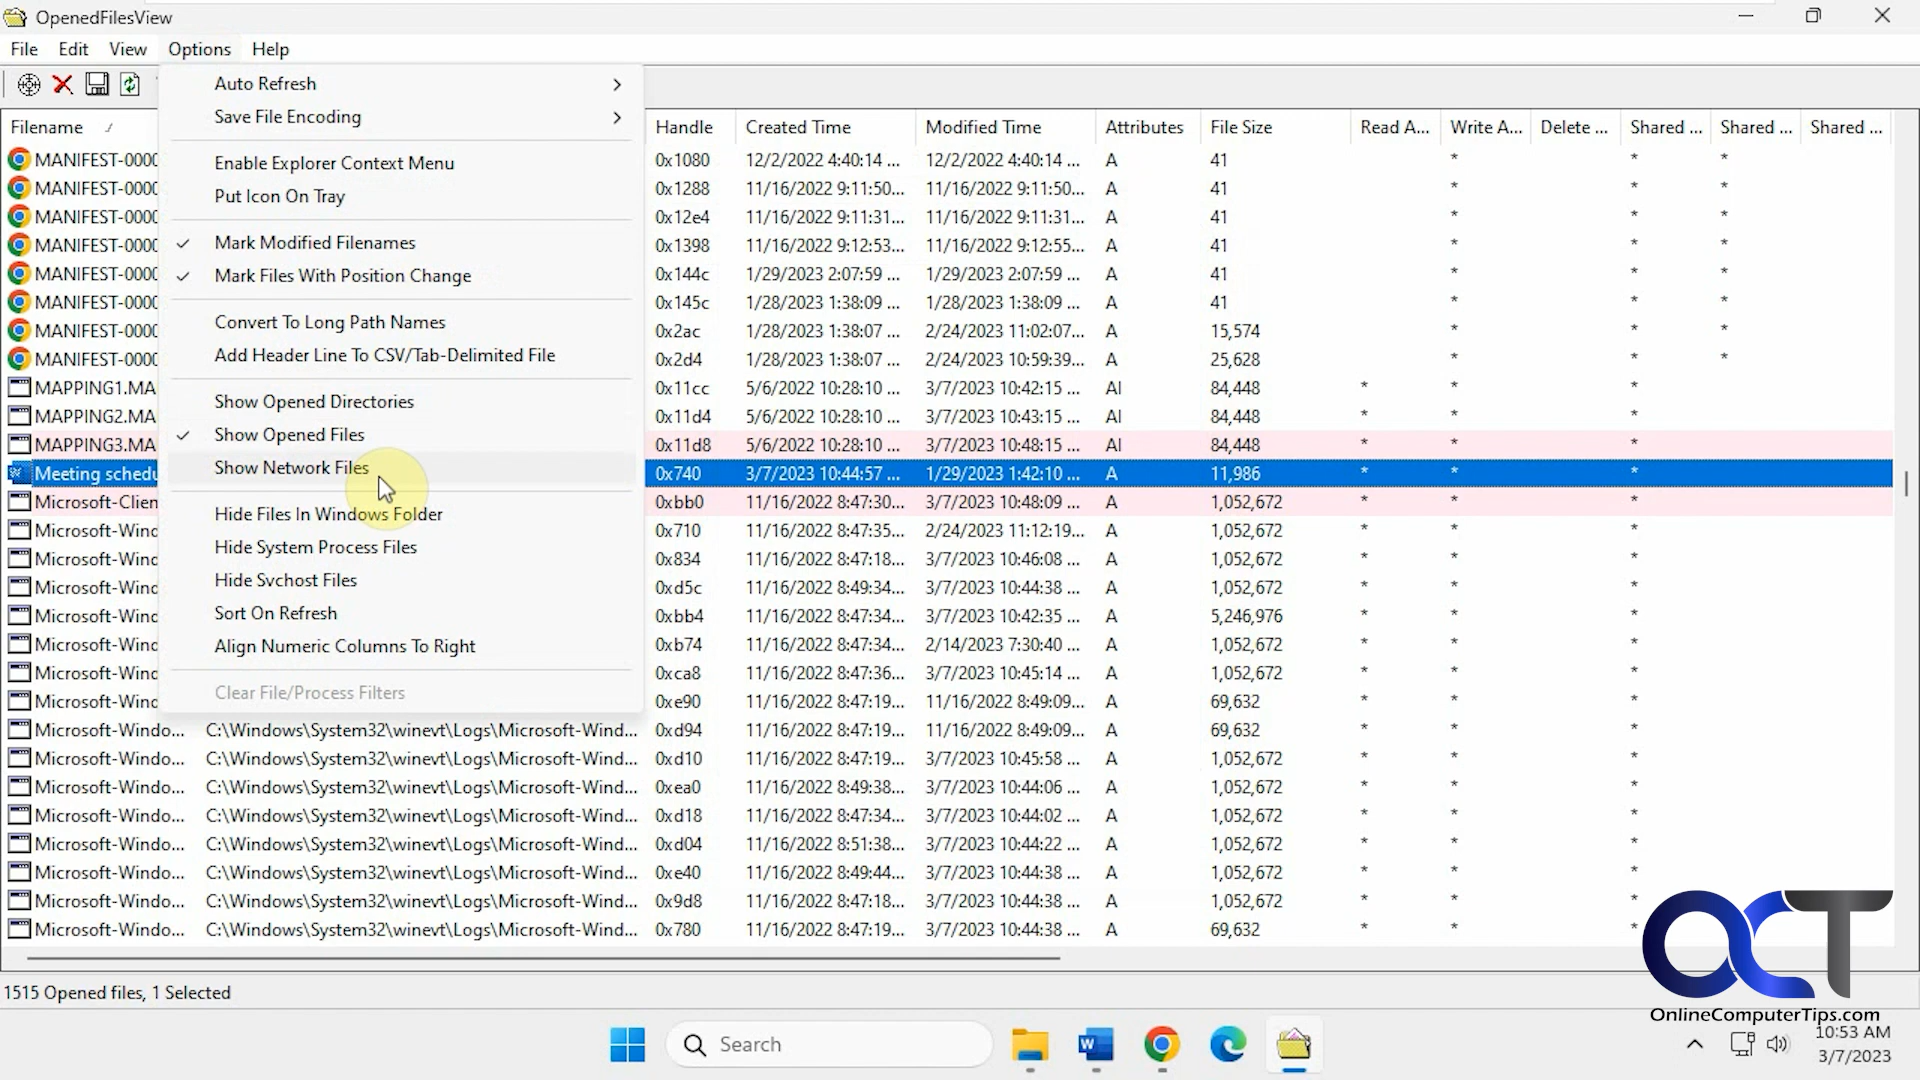 OpenedFilesView
File Edit View Options Help
Auto Refresh
Save File Encoding
Enable Explorer Context Menu
Put Icon On Tray
Mark Modified Filenames
Mark Files With Position Change
Convert To Long Path Names
Add Header Line To CSV/Tab-Delimited File
Show Opened Directories
Show Opened Files
Show Network Files
Hide Files In Windows Folder
Hide System Process Files
Hide Svchost Files
Sort On Refresh
Align Numeric Columns To Right
Clear File/Process Filters
Filename Handle Created Time Modified Time Attributes File Size Read A... Write A... Delete ... Shared ... Shared ... Shared ...
MANIFEST-0000 0x1080 12/2/2022 4:40:14 ... 12/2/2022 4:40:14 ... A 41 * * *
MANIFEST-0000 0x1288 11/16/2022 9:11:50... 11/16/2022 9:11:50... A 41 * * *
MANIFEST-0000 0x12e4 11/16/2022 9:11:31... 11/16/2022 9:11:31... A 41 * * *
MANIFEST-0000 0x1398 11/16/2022 9:12:53... 11/16/2022 9:12:55... A 41 * * *
MANIFEST-0000 0x144c 1/29/2023 2:07:59 ... 1/29/2023 2:07:59 ... A 41 * * *
MANIFEST-0000 0x145c 1/28/2023 1:38:09 ... 1/28/2023 1:38:09 ... A 41 * * *
MANIFEST-0000 0x2ac 1/28/2023 1:38:07 ... 2/24/2023 11:02:07... A 15,574 * * *
MANIFEST-0000 0x2d4 1/28/2023 1:38:07 ... 2/24/2023 10:59:39... A 25,628 * * *
MAPPING1.MA 0x11cc 5/6/2022 10:28:10 ... 3/7/2023 10:42:15 ... AI 84,448 * * *
MAPPING2.MA 0x11d4 5/6/2022 10:28:10 ... 3/7/2023 10:43:15 ... AI 84,448 * * *
MAPPING3.MA 0x11d8 5/6/2022 10:28:10 ... 3/7/2023 10:48:15 ... AI 84,448 * * *
Meeting schedu 0x740 3/7/2023 10:44:57 ... 1/29/2023 1:42:10 ... A 11,986 * * *
Microsoft-Clien 0xbb0 11/16/2022 8:47:30... 3/7/2023 10:48:09 ... A 1,052,672 * * *
Microsoft-Wind 0x710 11/16/2022 8:47:35... 2/24/2023 11:12:19... A 1,052,672 * * *
Microsoft-Wind 0x834 11/16/2022 8:47:18... 3/7/2023 10:46:08 ... A 1,052,672 * * *
Microsoft-Wind 0xd5c 11/16/2022 8:49:34... 3/7/2023 10:44:38 ... A 1,052,672 * * *
Microsoft-Wind 0xbb4 11/16/2022 8:47:34... 3/7/2023 10:42:35 ... A 5,246,976 * * *
Microsoft-Wind 0xb74 11/16/2022 8:47:34... 2/14/2023 7:30:40 ... A 1,052,672 * * *
Microsoft-Wind 0xca8 11/16/2022 8:47:36... 3/7/2023 10:45:14 ... A 1,052,672 * * *
Microsoft-Wind 0xe90 11/16/2022 8:47:34... 11/16/2022 8:49:09... A 69,632 * * *
Microsoft-Windo... C:\Windows\System32\winevt\Logs\Microsoft-Wind... 0xd94 11/16/2022 8:47:19... 11/16/2022 8:49:09... A 69,632 * * *
Microsoft-Windo... C:\Windows\System32\winevt\Logs\Microsoft-Wind... 0xd10 11/16/2022 8:47:19... 3/7/2023 10:45:58 ... A 1,052,672 * * *
Microsoft-Windo... C:\Windows\System32\winevt\Logs\Microsoft-Wind... 0xea0 11/16/2022 8:49:38... 3/7/2023 10:44:06 ... A 1,052,672 * * *
Microsoft-Windo... C:\Windows\System32\winevt\Logs\Microsoft-Wind... 0xd18 11/16/2022 8:47:34... 3/7/2023 10:44:02 ... A 1,052,672 * * *
Microsoft-Windo... C:\Windows\System32\winevt\Logs\Microsoft-Wind... 0xd04 11/16/2022 8:51:38... 3/7/2023 10:44:22 ... A 1,052,672 * * *
Microsoft-Windo... C:\Windows\System32\winevt\Logs\Microsoft-Wind... 0xe40 11/16/2022 8:49:44... 3/7/2023 10:44:38 ... A 1,052,672 * * *
Microsoft-Windo... C:\Windows\System32\winevt\Logs\Microsoft-Wind... 0x9d8 11/16/2022 8:47:18... 3/7/2023 10:44:38 ... A 1,052,672 * * *
Microsoft-Windo... C:\Windows\System32\winevt\Logs\Microsoft-Wind... 0x780 11/16/2022 8:47:19... 3/7/2023 10:44:38 ... A 69,632 * * *
1515 Opened files, 1 Selected
OCT
OnlineComputerTips.com
Search
W
10:53 AM
3/7/2023